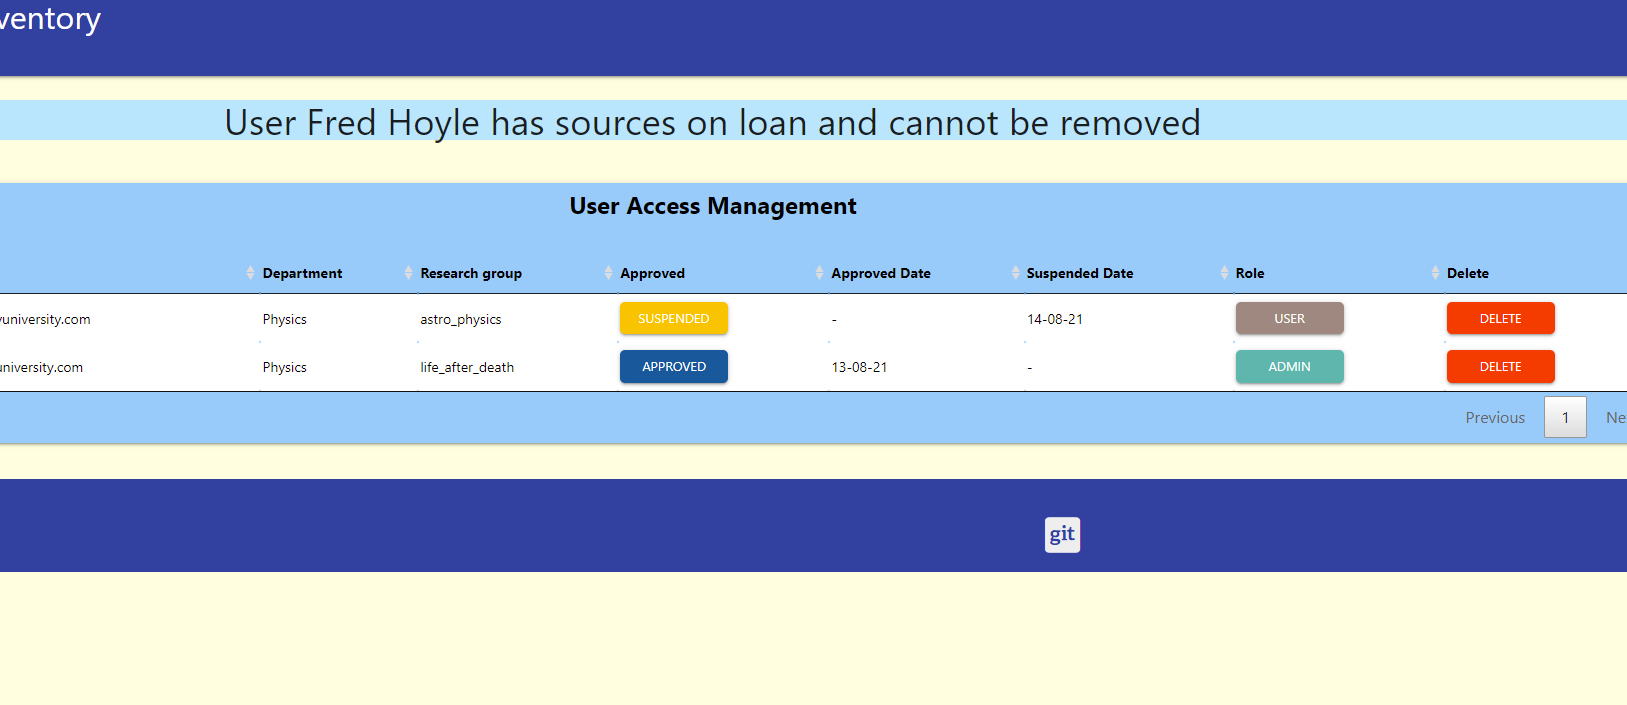 ventory
User Fred Hoyle has sources on loan and cannot be removed
User Access Management
Department Research group Approved Approved Date Suspended Date Role Delete
university.com Physics astro_physics SUSPENDED - 14-08-21 USER DELETE
university.com Physics life_after_death APPROVED 13-08-21 - ADMIN DELETE
Previous 1 Ne
git